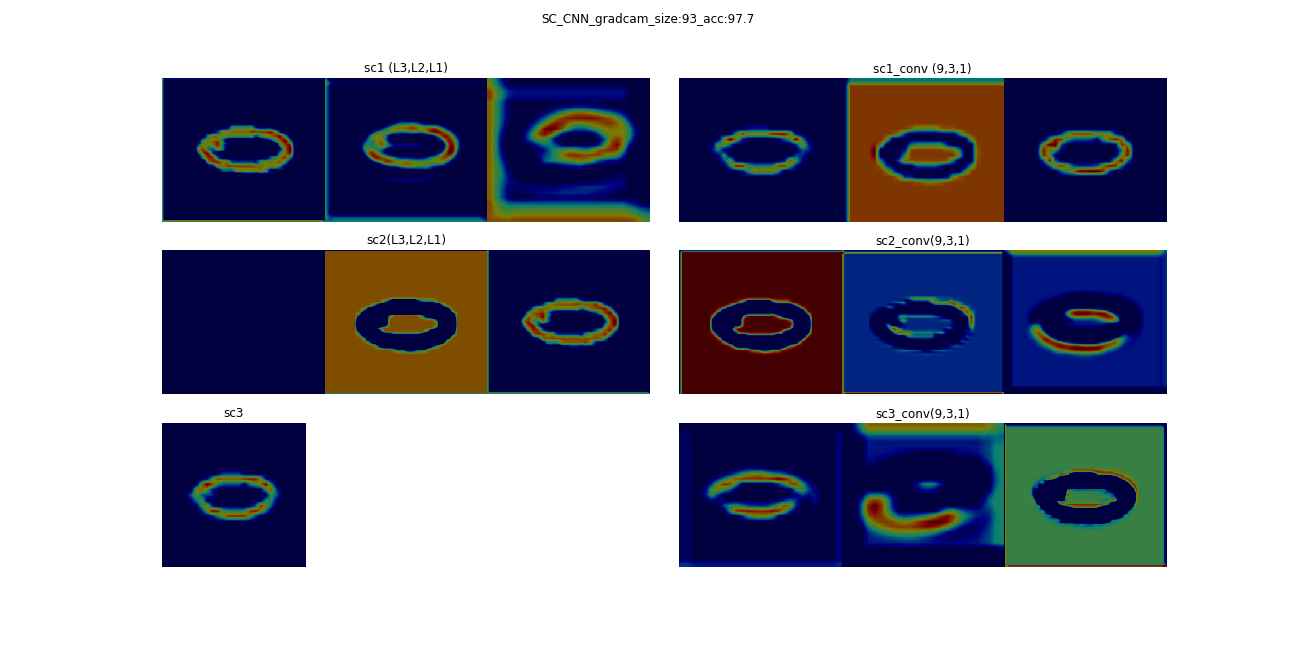 SC_CNN_gradcam_size:93_acc:97.7
sc1 (L3,L2,L1)
sc1_conv (9,3,1)
sc2(L3,L2,L1)
sc2_conv(9,3,1)
sc3
sc3_conv(9,3,1)